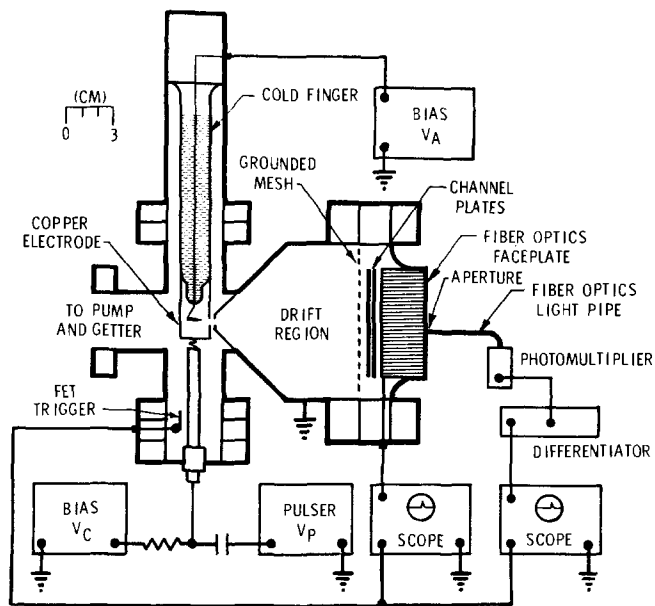 (CM)
0 3
COLD FINGER
BIAS
VA
GROUNDED
MESH
CHANNEL
PLATES
COPPER
ELECTRODE
FIBER OPTICS
FACEPLATE
APERTURE
TO PUMP
AND GETTER
DRIFT
REGION
FIBER OPTICS
LIGHT PIPE
PHOTOMULTIPLIER
FET
TRIGGER
DIFFERENTIATOR
BIAS
VC
PULSER
VP
SCOPE
SCOPE